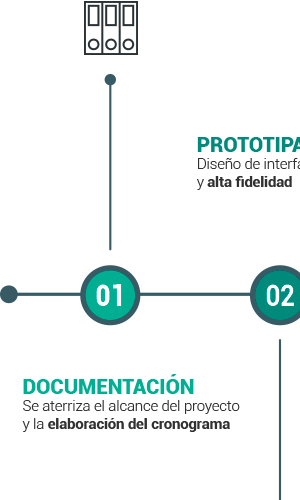 PROTOTIPA
Diseño de interfa
y alta fidelidad
01
02
DOCUMENTACIÓN
Se aterriza el alcance del proyecto
y la elaboración del cronograma